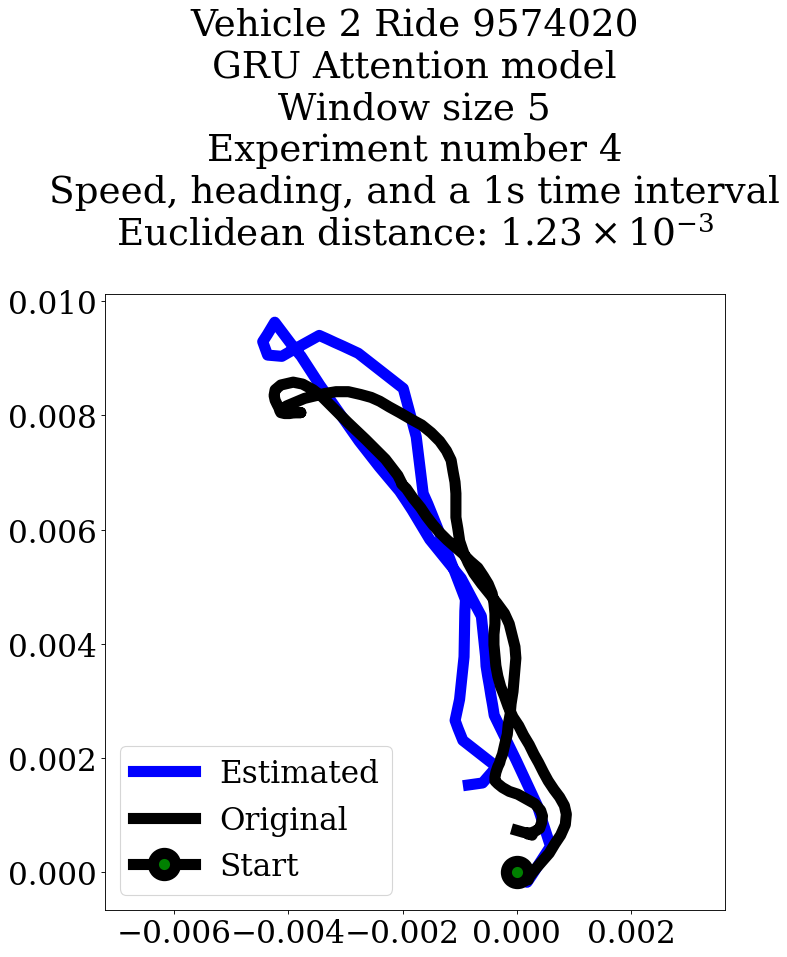 Vehicle 2 Ride 9574020
GRU Attention model
Window size 5
Experiment number 4
Speed, heading, and a 1s time interval
Euclidean distance: 1.23 × 10⁻³
0.010
0.008
0.006
0.004
0.002
0.000
Estimated
Original
Start
−0.006 −0.004 −0.002 0.000 0.002